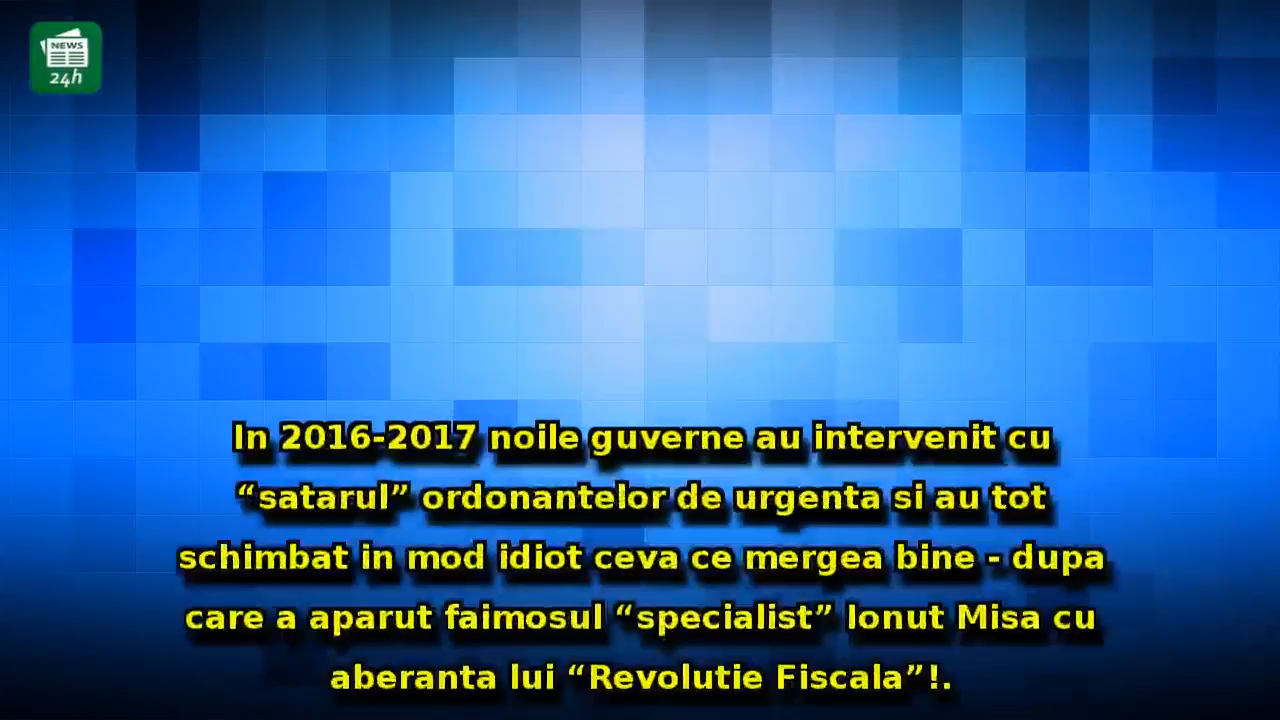 NEWS
24h
In 2016-2017 noile guverne au intervenit cu
“satarul” ordonantelor de urgenta si au tot
schimbat in mod idiot ceva ce mergea bine - dupa
care a aparut faimosul “specialist” Ionut Misa cu
aberanta lui “Revolutie Fiscala”!.